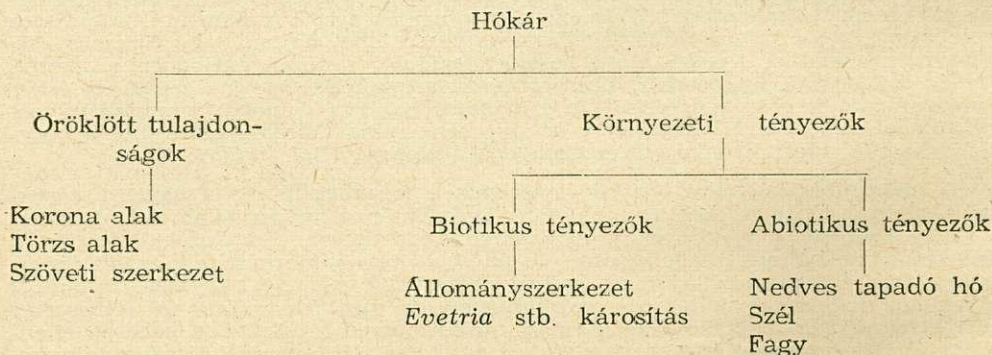 Hókár
Öröklött tulajdon-
ságok
Környezeti tényezők
Korona alak
Törzs alak
Szöveti szerkezet
Biotikus tényezők
Állományszerkezet
Evetria stb. károsítás
Abiotikus tényezők
Nedves tapadó hó
Szél
Fagy